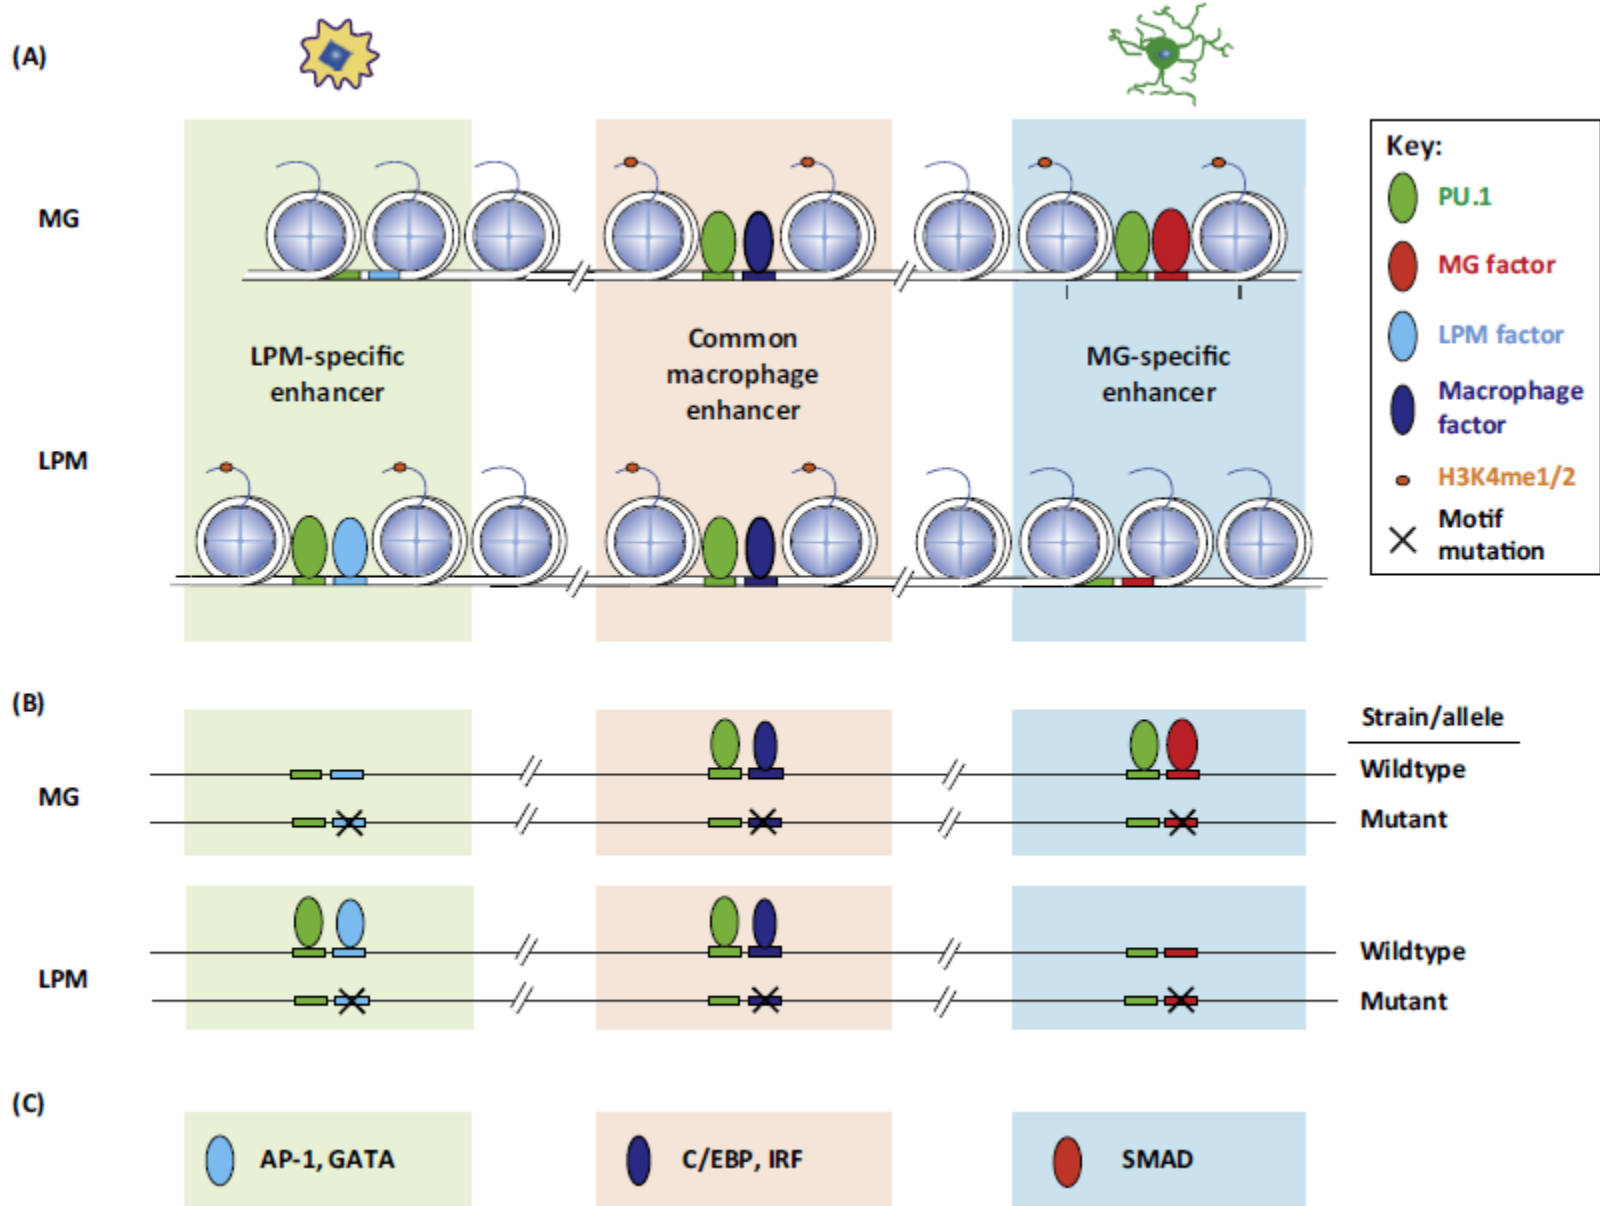 (A)
MG
LPM-specific
enhancer
Common
macrophage
enhancer
MG-specific
enhancer
LPM
Key:
PU.1
MG factor
LPM factor
Macrophage
factor
H3K4me1/2
Motif
mutation
(B)
Strain/allele
MG
Wildtype
Mutant
LPM
Wildtype
Mutant
(C)
AP-1, GATA
C/EBP, IRF
SMAD